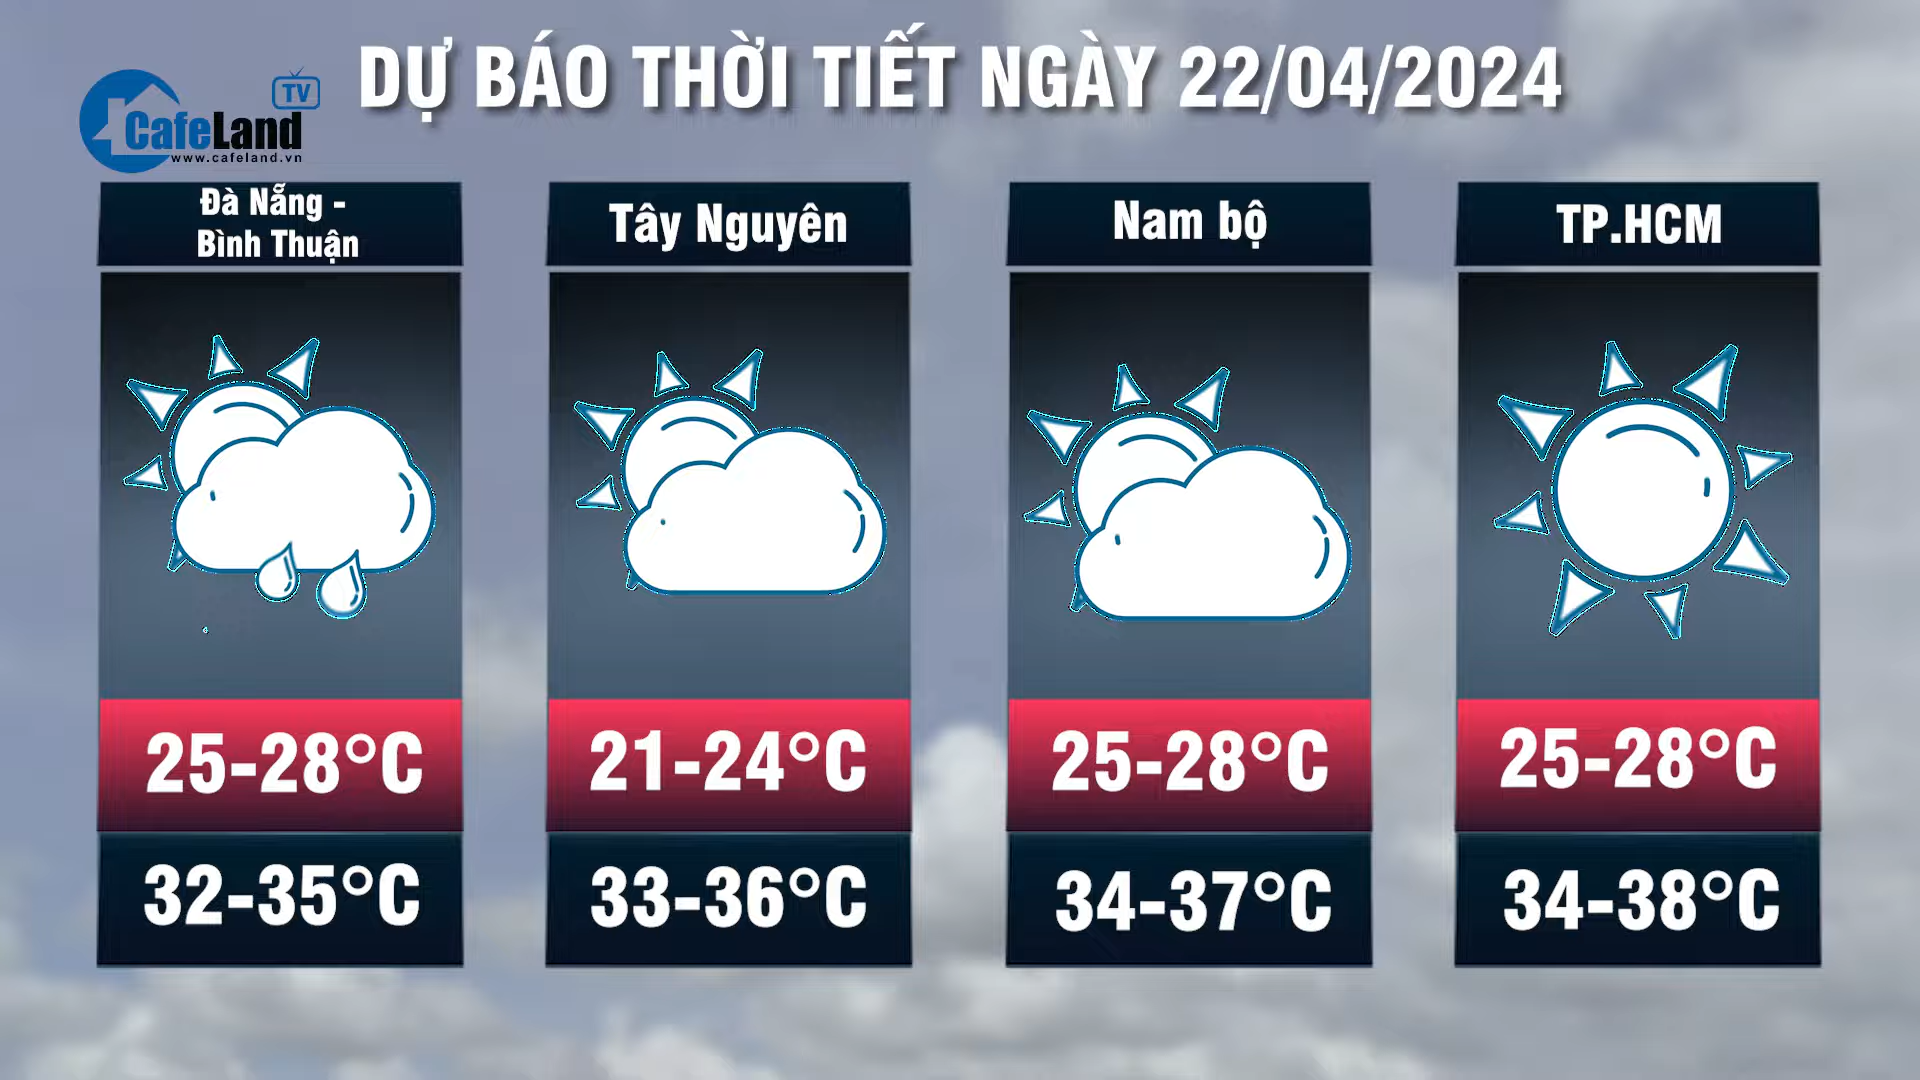 DỰ BÁO THỜI TIẾT NGÀY 22/04/2024
TV
CafeLand
www.cafeland.vn
Đà Nẵng -
Bình Thuận
25-28°C
32-35°C
Tây Nguyên
21-24°C
33-36°C
Nam bộ
25-28°C
34-37°C
TP.HCM
25-28°C
34-38°C